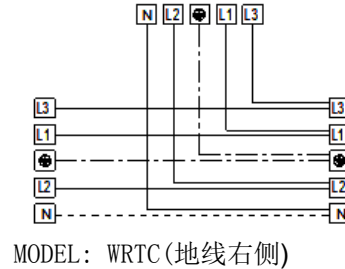 N L2 L1 L3
L3 L3
L1 L1
L2 L2
N N
MODEL: WRTC(地线右侧)